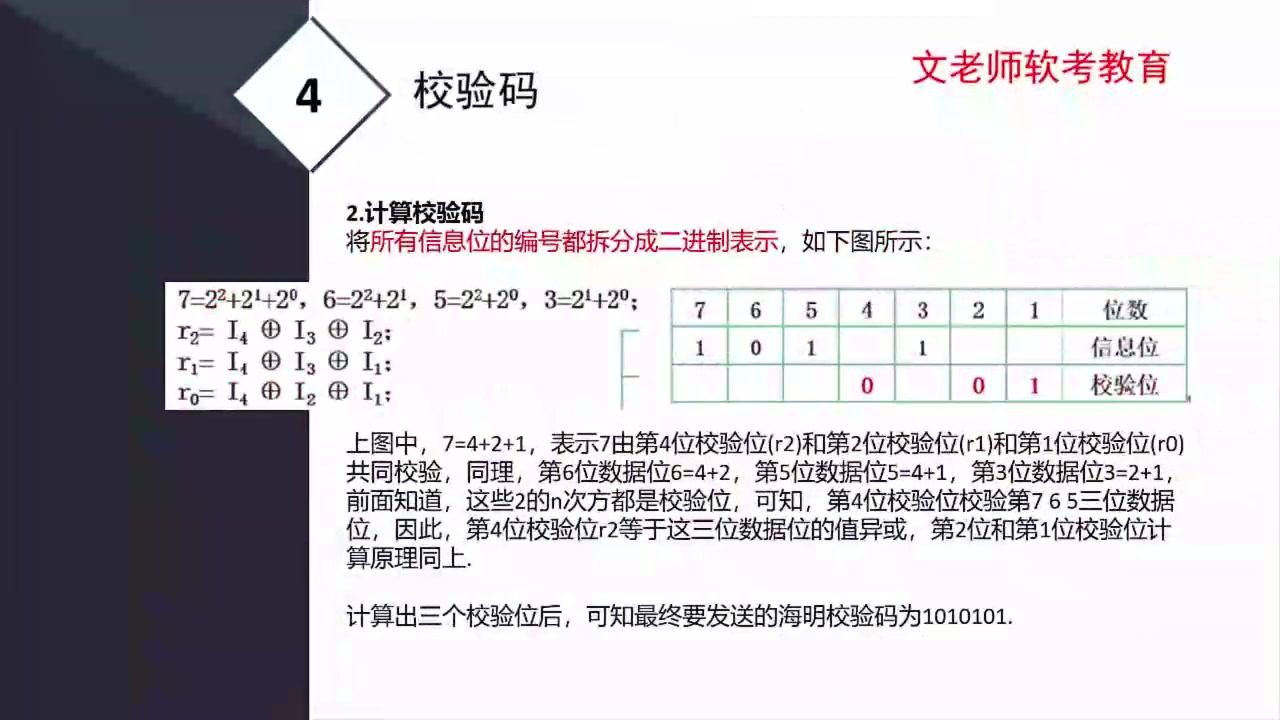 4
校验码
文老师软考教育
2.计算校验码
将所有信息位的编号都拆分成二进制表示，如下图所示：
7=2²+2¹+2⁰，6=2²+2¹，5=2²+2⁰，3=2¹+2⁰；
r₂= I₄ ⊕ I₃ ⊕ I₂；
r₁= I₄ ⊕ I₃ ⊕ I₁；
r₀= I₄ ⊕ I₂ ⊕ I₁；
7 6 5 4 3 2 1 位数
1 0 1 1 信息位
0 0 1 校验位
上图中，7=4+2+1，表示7由第4位校验位(r2)和第2位校验位(r1)和第1位校验位(r0)
共同校验，同理，第6位数据位6=4+2，第5位数据位5=4+1，第3位数据位3=2+1，
前面知道，这些2的n次方都是校验位，可知，第4位校验位校验第7 6 5三位数据
位，因此，第4位校验位r2等于这三位数据位的值异或，第2位和第1位校验位计
算原理同上.
计算出三个校验位后，可知最终要发送的海明校验码为1010101.